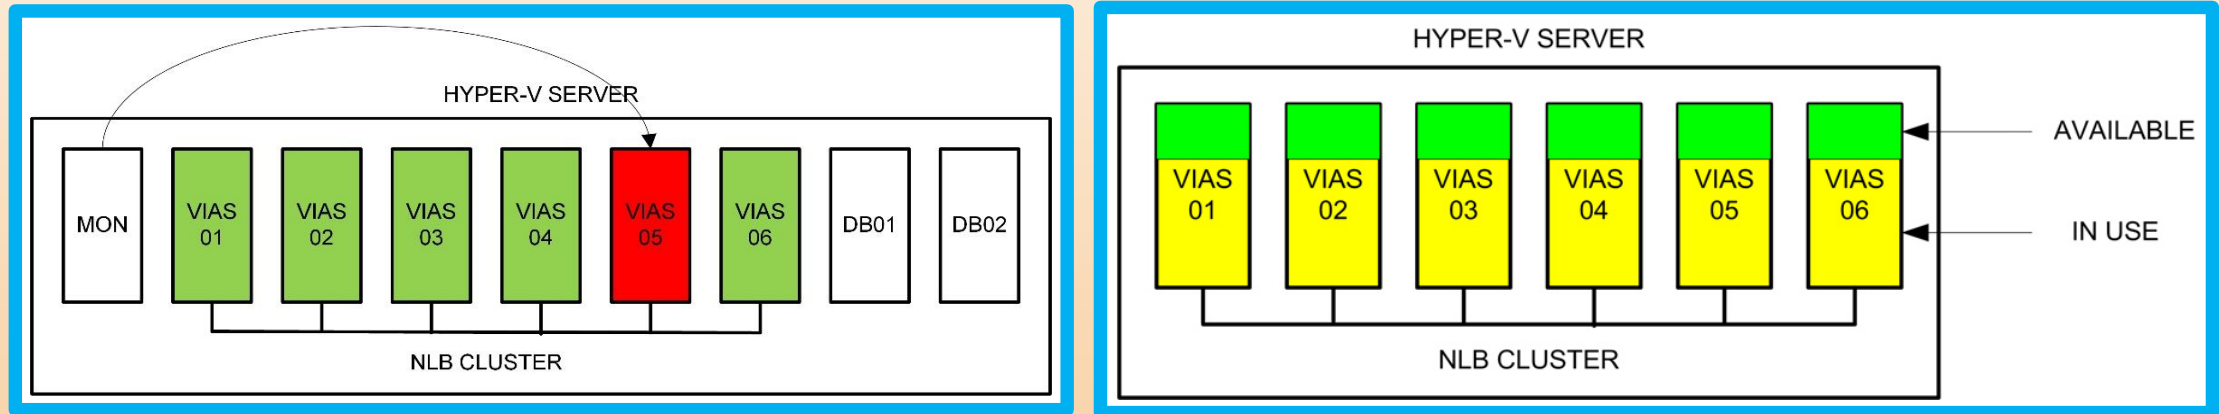 HYPER-V SERVER
MON
VIAS
01
VIAS
02
VIAS
03
VIAS
04
VIAS
05
VIAS
06
DB01
DB02
NLB CLUSTER
HYPER-V SERVER
VIAS
01
VIAS
02
VIAS
03
VIAS
04
VIAS
05
VIAS
06
AVAILABLE
IN USE
NLB CLUSTER